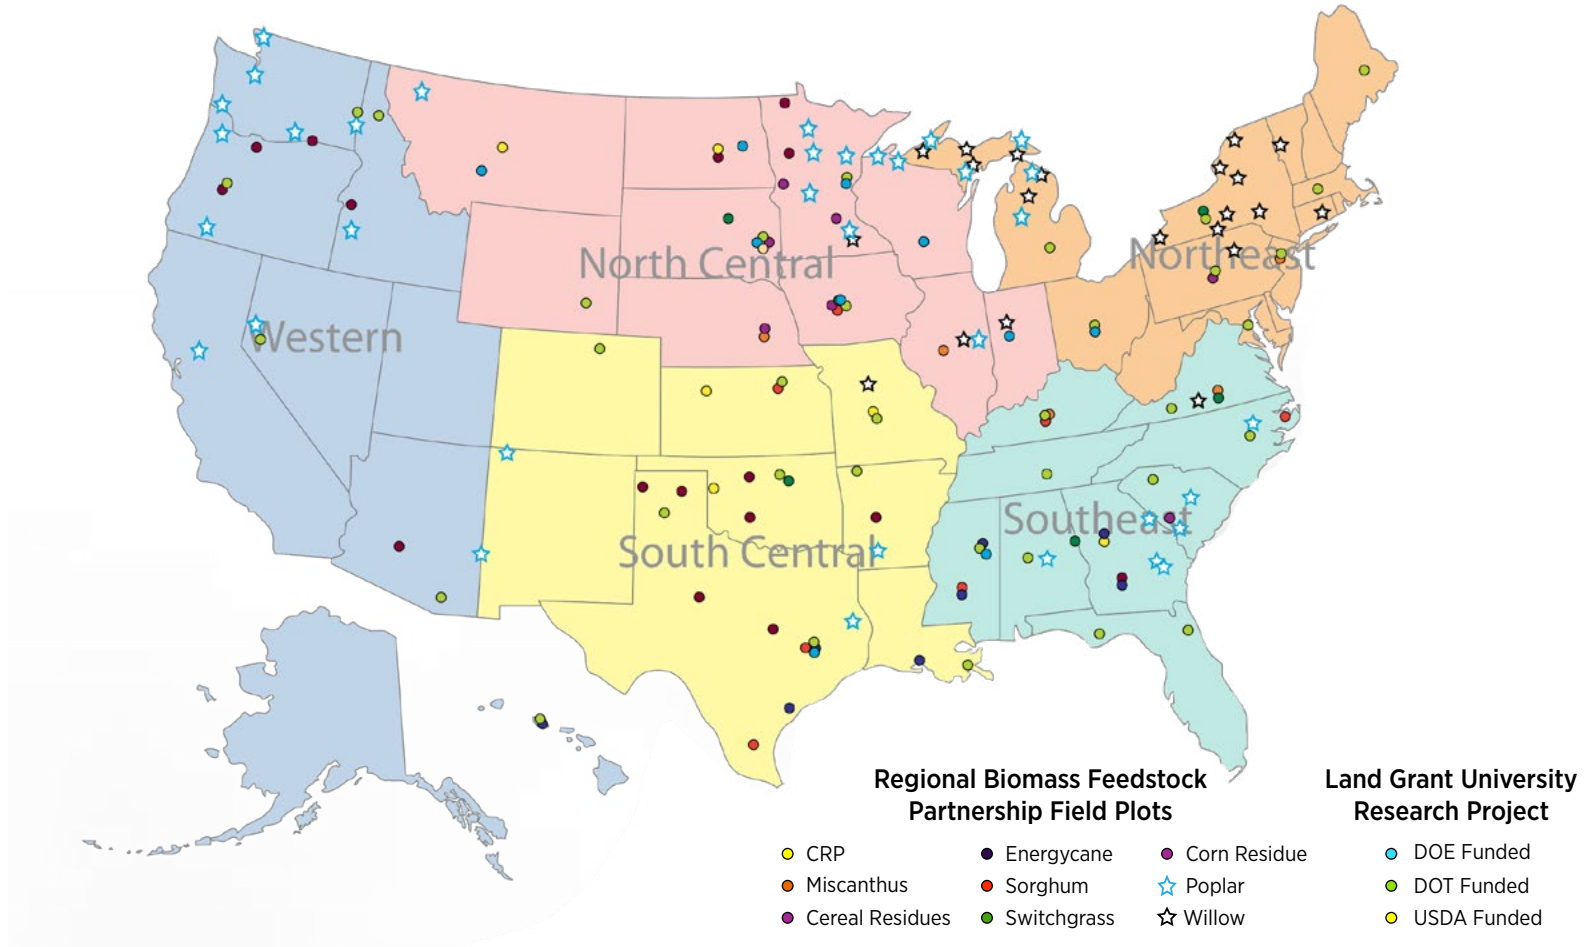 North Central
Northeast
Western
Southeast
South Central
Regional Biomass Feedstock
Partnership Field Plots
CRP
Energycane
Corn Residue
Miscanthus
Sorghum
Poplar
Cereal Residues
Switchgrass
Willow
Land Grant University
Research Project
DOE Funded
DOT Funded
USDA Funded